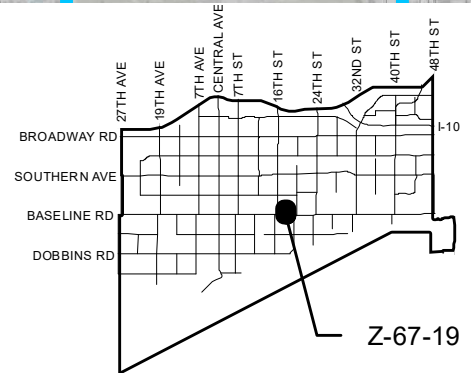 27TH AVE
19TH AVE
7TH AVE
CENTRAL AVE
7TH ST
16TH ST
24TH ST
32ND ST
40TH ST
48TH ST
I-10
BROADWAY RD
SOUTHERN AVE
BASELINE RD
DOBBINS RD
Z-67-19